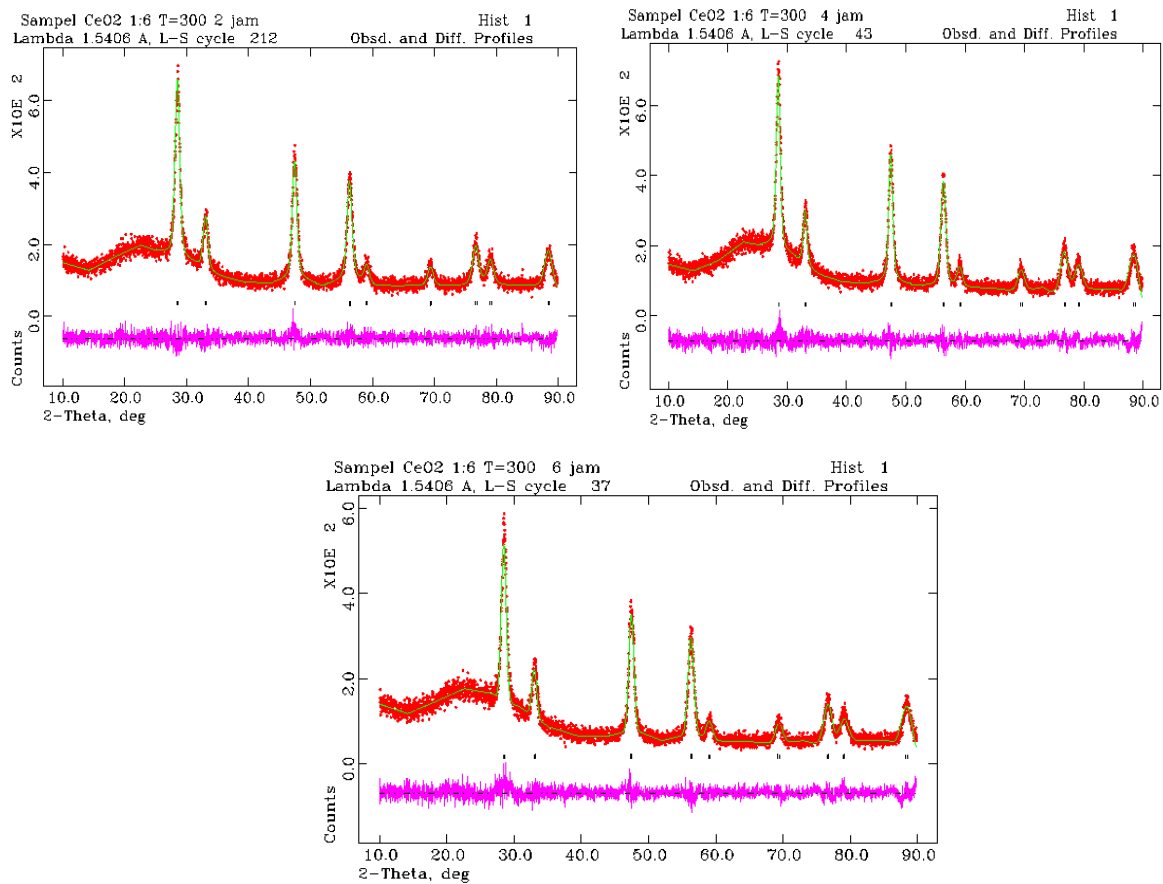 Sampel CeO2 1:6 T=300 2 jam Hist 1
Lambda 1.5406 A, L-S cycle 212 Obsd. and Diff. Profiles
X10E 2
6.0
4.0
2.0
0.0
Counts
10.0 20.0 30.0 40.0 50.0 60.0 70.0 80.0 90.0
2-Theta, deg
Sampel CeO2 1:6 T=300 4 jam Hist 1
Lambda 1.5406 A, L-S cycle 43 Obsd. and Diff. Profiles
X10E 2
6.0
4.0
2.0
0.0
Counts
10.0 20.0 30.0 40.0 50.0 60.0 70.0 80.0 90.0
2-Theta, deg
Sampel CeO2 1:6 T=300 6 jam Hist 1
Lambda 1.5406 A, L-S cycle 37 Obsd. and Diff. Profiles
X10E 2
6.0
4.0
2.0
0.0
Counts
10.0 20.0 30.0 40.0 50.0 60.0 70.0 80.0 90.0
2-Theta, deg